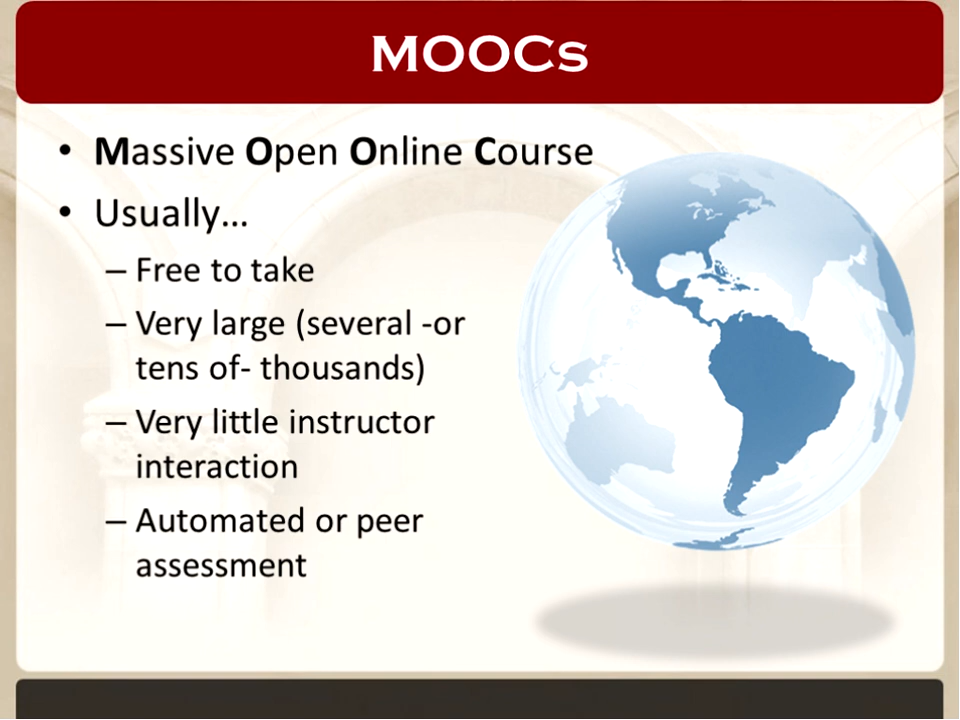 MOOCs
• Massive Open Online Course
• Usually…
– Free to take
– Very large (several -or
tens of- thousands)
– Very little instructor
interaction
– Automated or peer
assessment